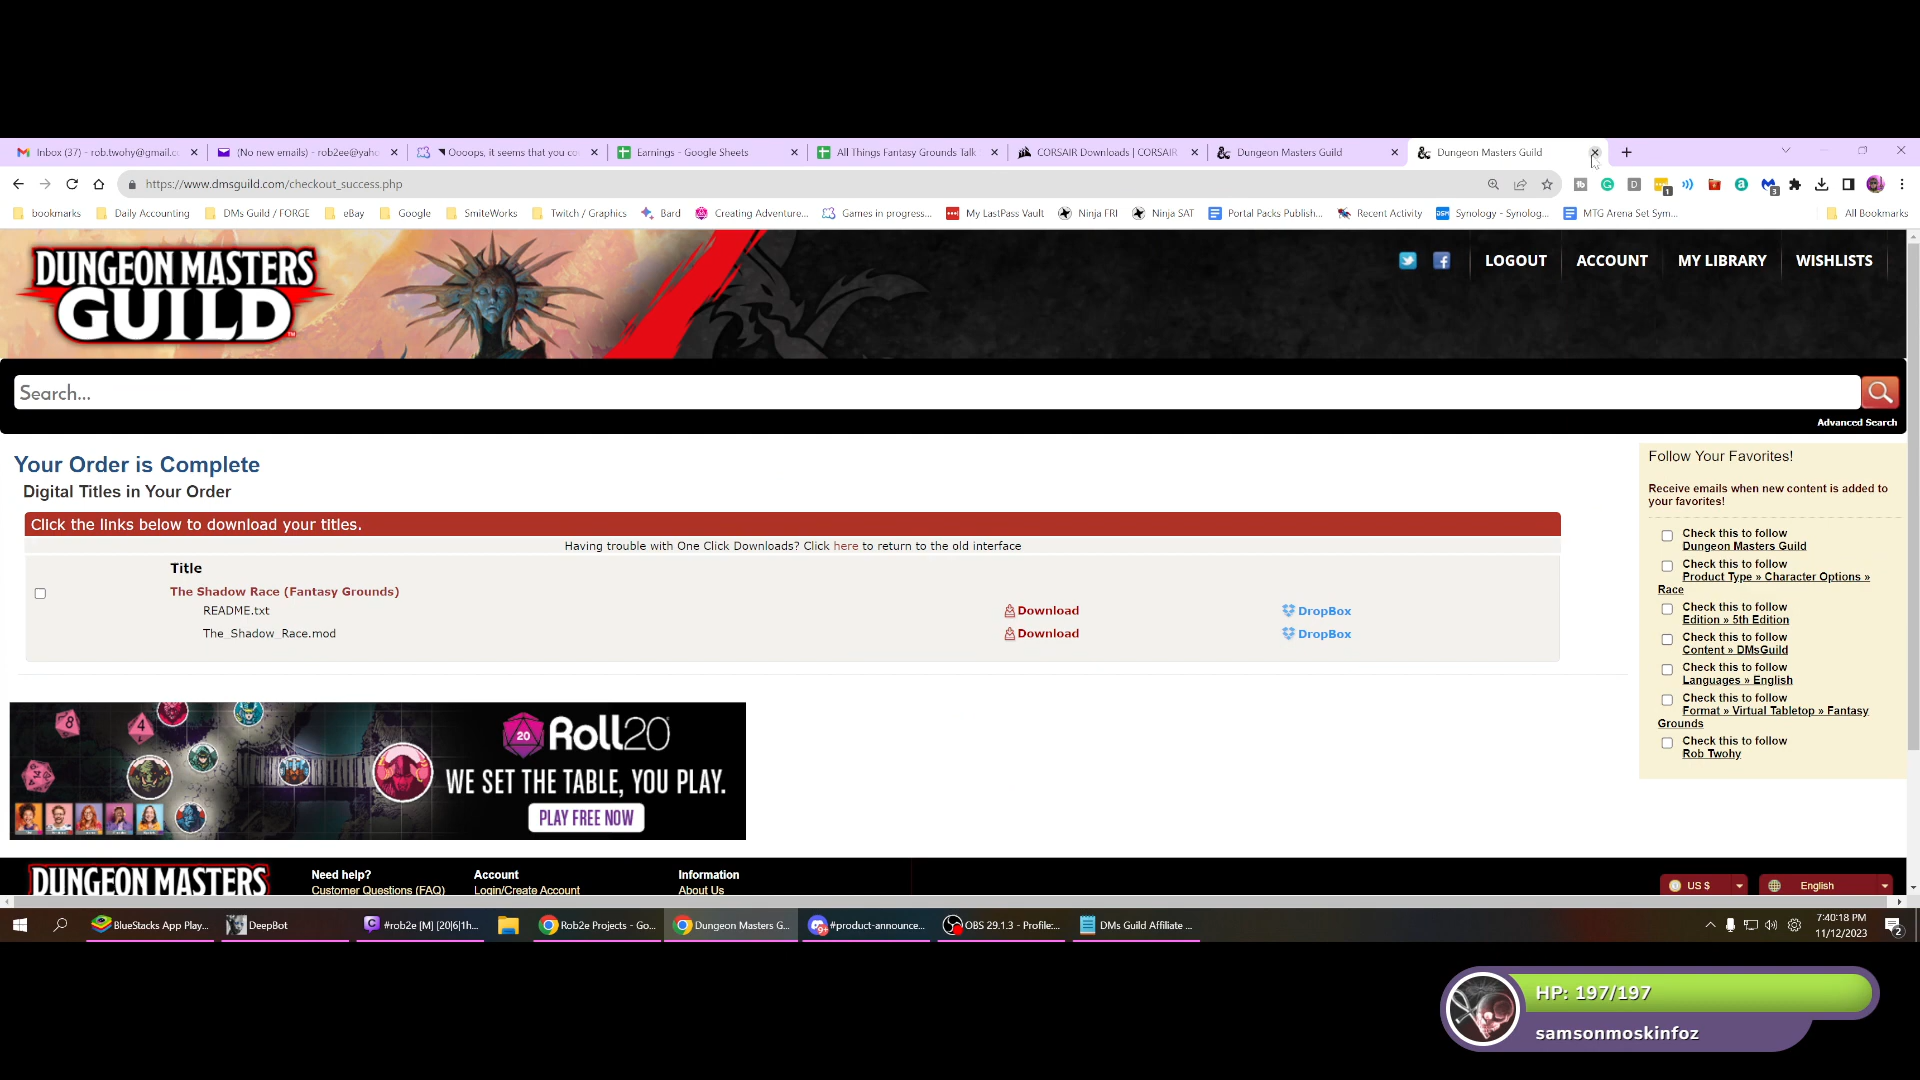 Inbox (37) - rob.twohy@gmail.c
(No new emails) - rob2ee@yaho
Oooops, it seems that you co
Earnings - Google Sheets
All Things Fantasy Grounds Talk
CORSAIR Downloads | CORSAIR
Dungeon Masters Guild
Dungeon Masters Guild
https://www.dmsguild.com/checkout_success.php
bookmarks
Daily Accounting
DMs Guild / FORGE
eBay
Google
SmiteWorks
Twitch / Graphics
Bard
Creating Adventure...
Games in progress...
My LastPass Vault
Ninja FRI
Ninja SAT
Portal Packs Publish...
Recent Activity
Synology - Synolog...
MTG Arena Set Sym...
All Bookmarks
DUNGEON MASTERS
GUILD
LOGOUT
ACCOUNT
MY LIBRARY
WISHLISTS
Search...
Advanced Search
Your Order is Complete
Digital Titles in Your Order
Click the links below to download your titles.
Having trouble with One Click Downloads? Click here to return to the old interface
Title
The Shadow Race (Fantasy Grounds)
README.txt Download DropBox
The_Shadow_Race.mod Download DropBox
Follow Your Favorites!
Receive emails when new content is added to
your favorites!
Check this to follow
Dungeon Masters Guild
Check this to follow
Product Type » Character Options »
Race
Check this to follow
Edition » 5th Edition
Check this to follow
Content » DMsGuild
Check this to follow
Languages » English
Check this to follow
Format » Virtual Tabletop » Fantasy
Grounds
Check this to follow
Rob Twohy
8
4
20
Roll20
WE SET THE TABLE, YOU PLAY.
PLAY FREE NOW
DUNGEON MASTERS
Need help?
Customer Questions (FAQ)
Account
Login/Create Account
Information
About Us
US $
English
BlueStacks App Play...
DeepBot
#rob2e [M] [20|6|1h...
Rob2e Projects - Go...
Dungeon Masters G...
#product-announce...
OBS 29.1.3 - Profile:...
DMs Guild Affiliate ...
7:40:18 PM
11/12/2023
2
HP: 197/197
samsonmoskinfoz